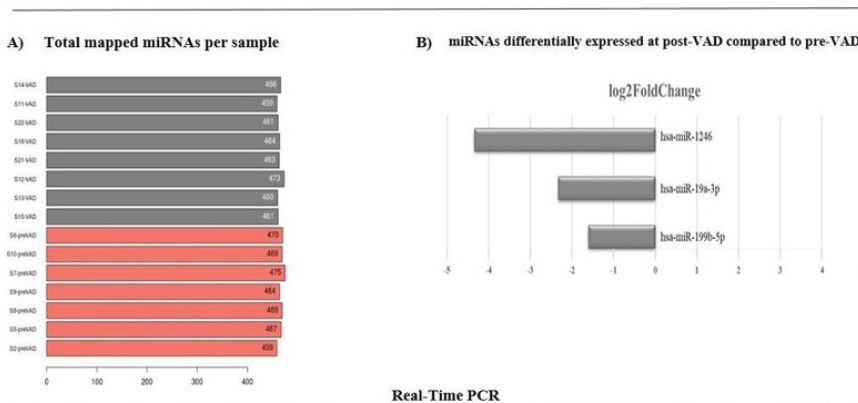 A) Total mapped miRNAs per sample
S14-VAD 466
S11-VAD 459
S22-VAD 461
S16-VAD 464
S21-VAD 463
S12-VAD 473
S13-VAD 460
S15-VAD 461
S6-preVAD 470
S10-preVAD 469
S7-preVAD 475
S9-preVAD 464
S8-preVAD 469
S5-preVAD 467
S2-preVAD 459
0 100 200 300 400
B) miRNAs differentially expressed at post-VAD compared to pre-VAD
log2FoldChange
hsa-miR-1246
hsa-miR-19a-3p
hsa-miR-199b-5p
-5 -4 -3 -2 -1 0 1 2 3 4
Real-Time PCR